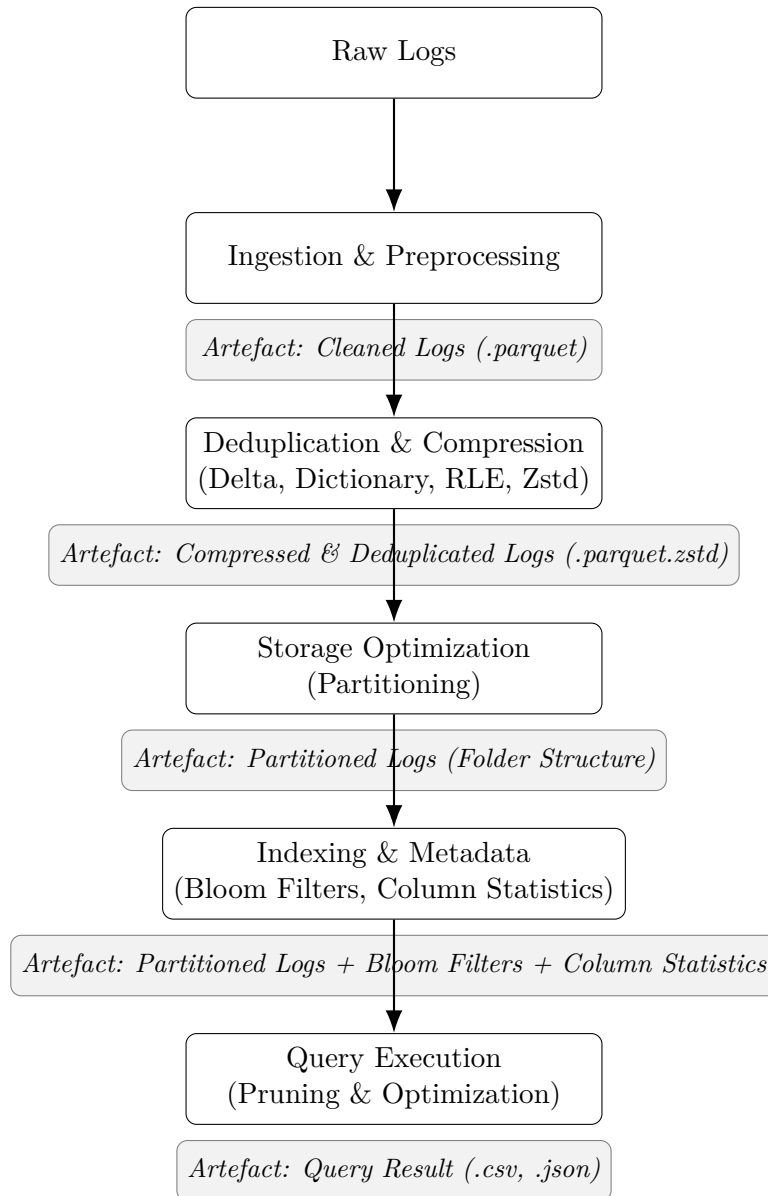 Raw Logs
Ingestion & Preprocessing
Artefact: Cleaned Logs (.parquet)
Deduplication & Compression
(Delta, Dictionary, RLE, Zstd)
Artefact: Compressed & Deduplicated Logs (.parquet.zstd)
Storage Optimization
(Partitioning)
Artefact: Partitioned Logs (Folder Structure)
Indexing & Metadata
(Bloom Filters, Column Statistics)
Artefact: Partitioned Logs + Bloom Filters + Column Statistics
Query Execution
(Pruning & Optimization)
Artefact: Query Result (.csv, .json)